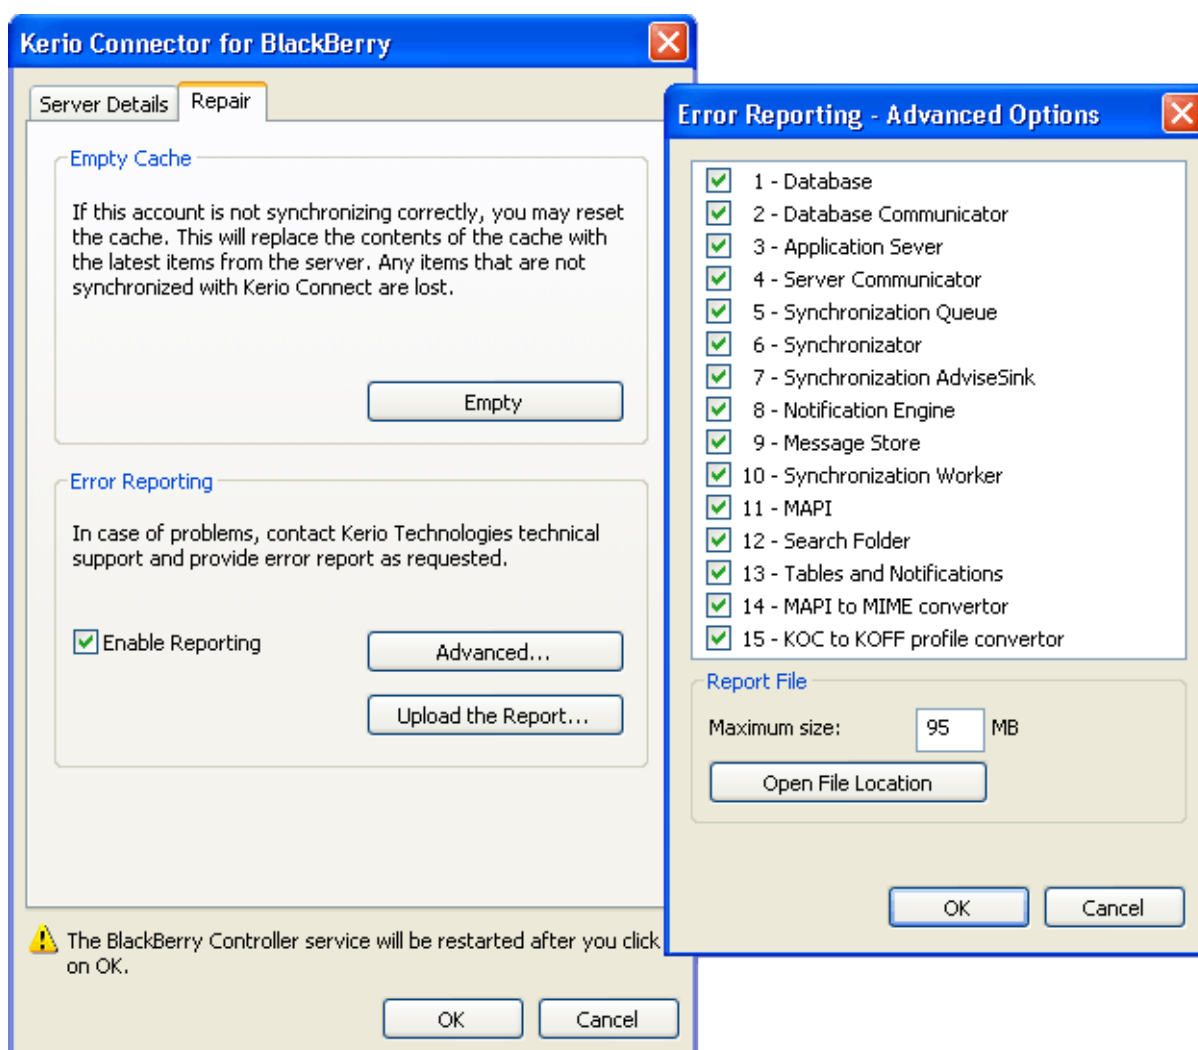 Kerio Connector for BlackBerry
Server Details
Repair
Empty Cache
If this account is not synchronizing correctly, you may reset
the cache. This will replace the contents of the cache with
the latest items from the server. Any items that are not
synchronized with Kerio Connect are lost.
Empty
Error Reporting
In case of problems, contact Kerio Technologies technical
support and provide error report as requested.
Enable Reporting
Advanced...
Upload the Report...
The BlackBerry Controller service will be restarted after you click
on OK.
OK
Cancel
Error Reporting - Advanced Options
1 - Database
2 - Database Communicator
3 - Application Sever
4 - Server Communicator
5 - Synchronization Queue
6 - Synchronizator
7 - Synchronization AdviseSink
8 - Notification Engine
9 - Message Store
10 - Synchronization Worker
11 - MAPI
12 - Search Folder
13 - Tables and Notifications
14 - MAPI to MIME convertor
15 - KOC to KOFF profile convertor
Report File
Maximum size: 95 MB
Open File Location
OK
Cancel